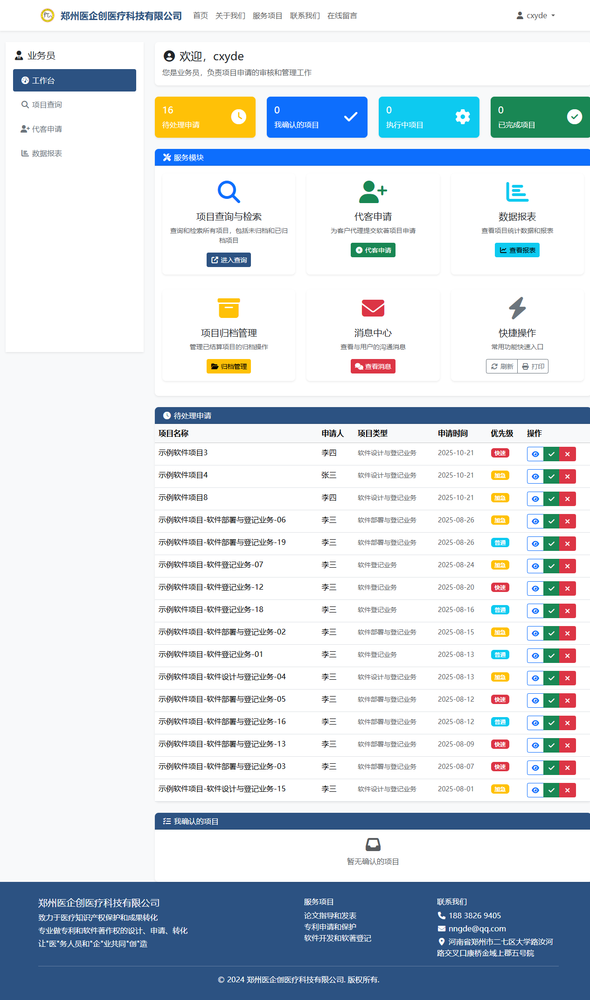 郑州医企创医疗科技有限公司 首页 关于我们 服务项目 联系我们 在线留言 cxyde
业务员
工作台
项目查询
代客申请
数据报表
欢迎，cxyde
您是业务员，负责项目申请的审核和管理工作
16
待处理申请
0
我确认的项目
0
执行中项目
0
已完成项目
服务模块
项目查询与检索
查询和检索所有项目，包括未归档和已归
档项目
进入查询
代客申请
为客户代理提交软著项目申请
代客申请
数据报表
查看项目统计数据和报表
查看报表
项目归档管理
管理已结算项目的归档操作
归档管理
消息中心
查看与用户的沟通消息
查看消息
快捷操作
常用功能快速入口
刷新 打印
待处理申请
项目名称 申请人 项目类型 申请时间 优先级 操作
示例软件项目3 李四 软件设计与登记业务 2025-10-21 快速
示例软件项目4 张三 软件设计与登记业务 2025-10-21 加急
示例软件项目8 李四 软件设计与登记业务 2025-10-21 加急
示例软件项目-软件部署与登记业务-06 李三 软件部署与登记业务 2025-08-26 加急
示例软件项目-软件部署与登记业务-19 李三 软件部署与登记业务 2025-08-26 普通
示例软件项目-软件登记业务-07 李三 软件登记业务 2025-08-24 加急
示例软件项目-软件登记业务-12 李三 软件登记业务 2025-08-20 快速
示例软件项目-软件登记业务-18 李三 软件登记业务 2025-08-16 普通
示例软件项目-软件部署与登记业务-02 李三 软件部署与登记业务 2025-08-15 加急
示例软件项目-软件登记业务-01 李三 软件登记业务 2025-08-13 普通
示例软件项目-软件设计与登记业务-04 李三 软件设计与登记业务 2025-08-13 加急
示例软件项目-软件部署与登记业务-05 李三 软件部署与登记业务 2025-08-12 快速
示例软件项目-软件部署与登记业务-16 李三 软件部署与登记业务 2025-08-12 普通
示例软件项目-软件部署与登记业务-13 李三 软件部署与登记业务 2025-08-09 快速
示例软件项目-软件部署与登记业务-03 李三 软件部署与登记业务 2025-08-07 快速
示例软件项目-软件设计与登记业务-15 李三 软件设计与登记业务 2025-08-01 加急
我确认的项目
暂无确认的项目
郑州医企创医疗科技有限公司
致力于医疗知识产权保护和成果转化
专业做专利和软件著作权的设计、申请、转化
让"医"务人员和"企"业共同"创"造
服务项目
论文指导和发表
专利申请和保护
软件开发和软著登记
联系我们
188 3826 9405
nngde@qq.com
河南省郑州市二七区大学路汝河
路交叉口康桥金域上郡五号院
© 2024 郑州医企创医疗科技有限公司. 版权所有.